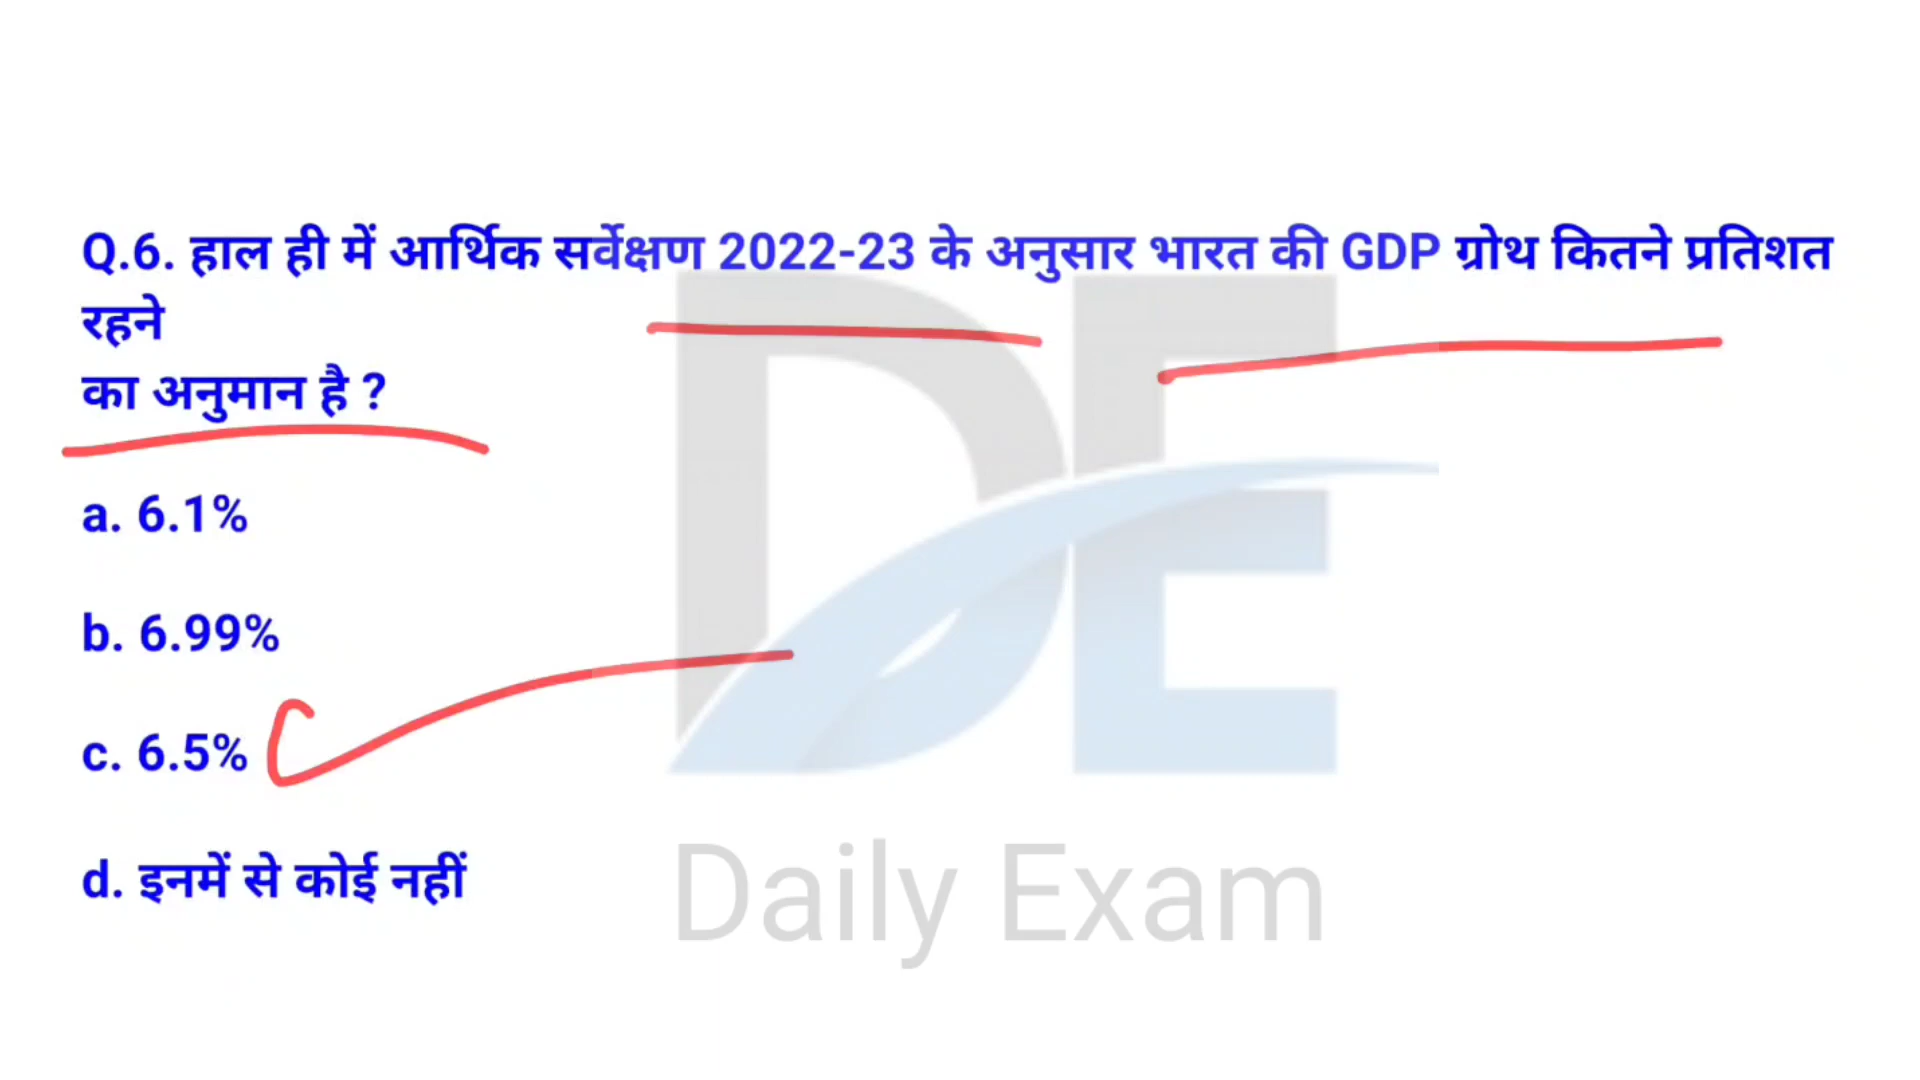 Q.6. हाल ही में आर्थिक सर्वेक्षण 2022-23 के अनुसार भारत की GDP ग्रोथ कितने प्रतिशत
रहने
का अनुमान है ?
a. 6.1%
b. 6.99%
c. 6.5%
d. इनमें से कोई नहीं
DE
Daily Exam